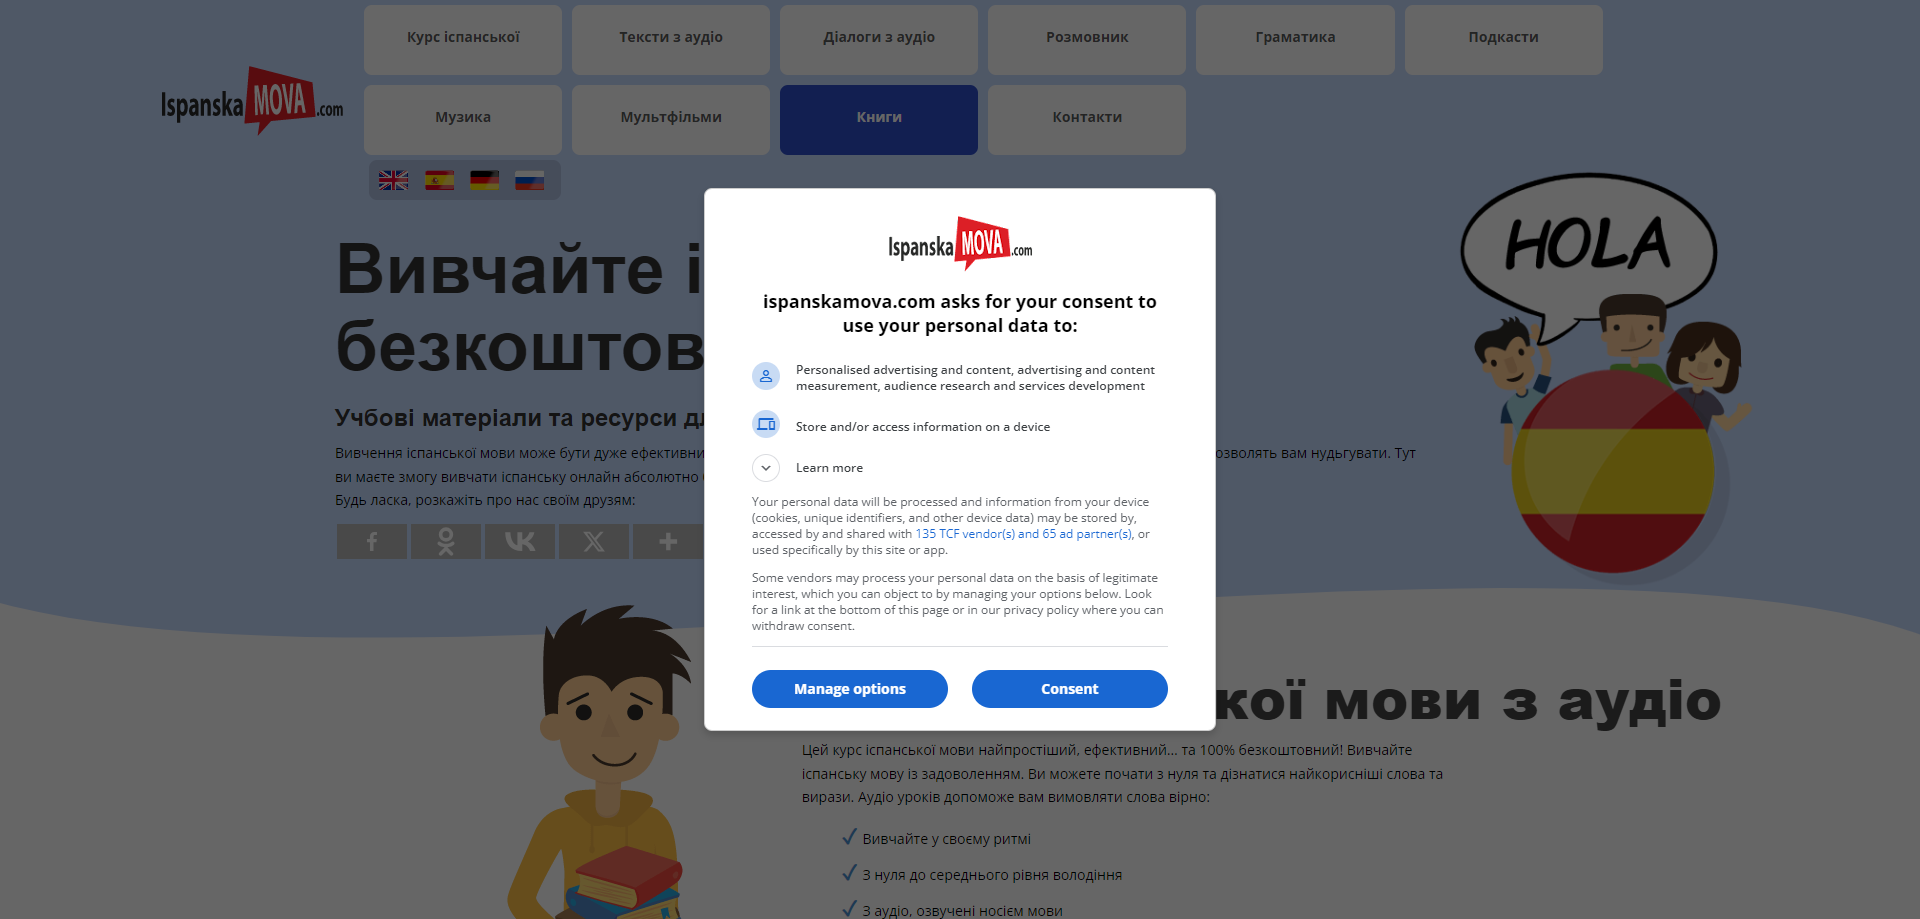 Курс іспанської
Тексти з аудіо
Діалоги з аудіо
Розмовник
Граматика
Подкасти
IspanskaMOVA.com
Музика
Мультфільми
Книги
Контакти
HOLA
Вивчайте і
безкоштов
Учбові матеріали та ресурси
Вивчення іспанської мови може бути дуже
озволять вам нудьгувати. Тут
ви маєте змогу вивчати іспанську онлайн абсолютно
Будь ласка, розкажіть про нас своїм друзям:
IspanskaMOVA.com
ispanskamova.com asks for your consent to
use your personal data to:
Personalised advertising and content, advertising and content
measurement, audience research and services development
Store and/or access information on a device
Learn more
Your personal data will be processed and information from your device
(cookies, unique identifiers, and other device data) may be stored by,
accessed by and shared with 135 TCF vendor(s) and 65 ad partner(s), or
used specifically by this site or app.
Some vendors may process your personal data on the basis of legitimate
interest, which you can object to by managing your options below. Look
for a link at the bottom of this page or in our privacy policy where you can
withdraw consent.
Manage options
Consent
кої мови з аудіо
Цей курс іспанської мови найпростіший, ефективний... та 100% безкоштовний! Вивчайте
іспанську мову із задоволенням. Ви можете почати з нуля та дізнатися найкорисніші слова та
вирази. Аудіо уроків допоможе вам вимовляти слова вірно:
Вивчайте у своєму ритмі
З нуля до середнього рівня володіння
З аудіо, озвучені носієм мови